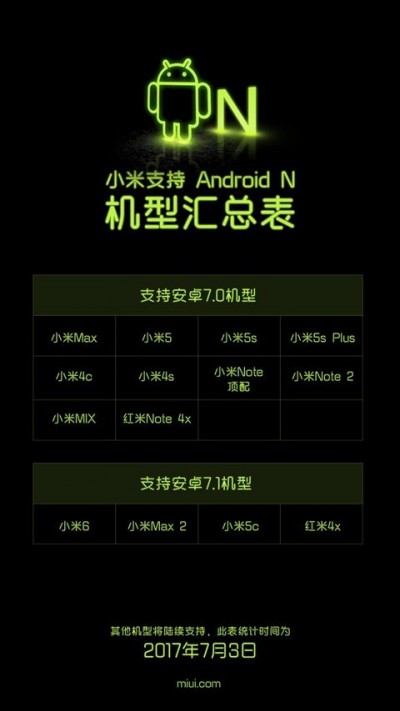 N
小米支持 Android N
机型汇总表
支持安卓7.0机型
小米Max 小米5 小米5s 小米5s Plus
小米4c 小米4s 小米Note 顶配 小米Note 2
小米MIX 红米Note 4x
支持安卓7.1机型
小米6 小米Max 2 小米5c 红米4x
其他机型将陆续支持，此表统计时间为
2017年7月3日
miui.com